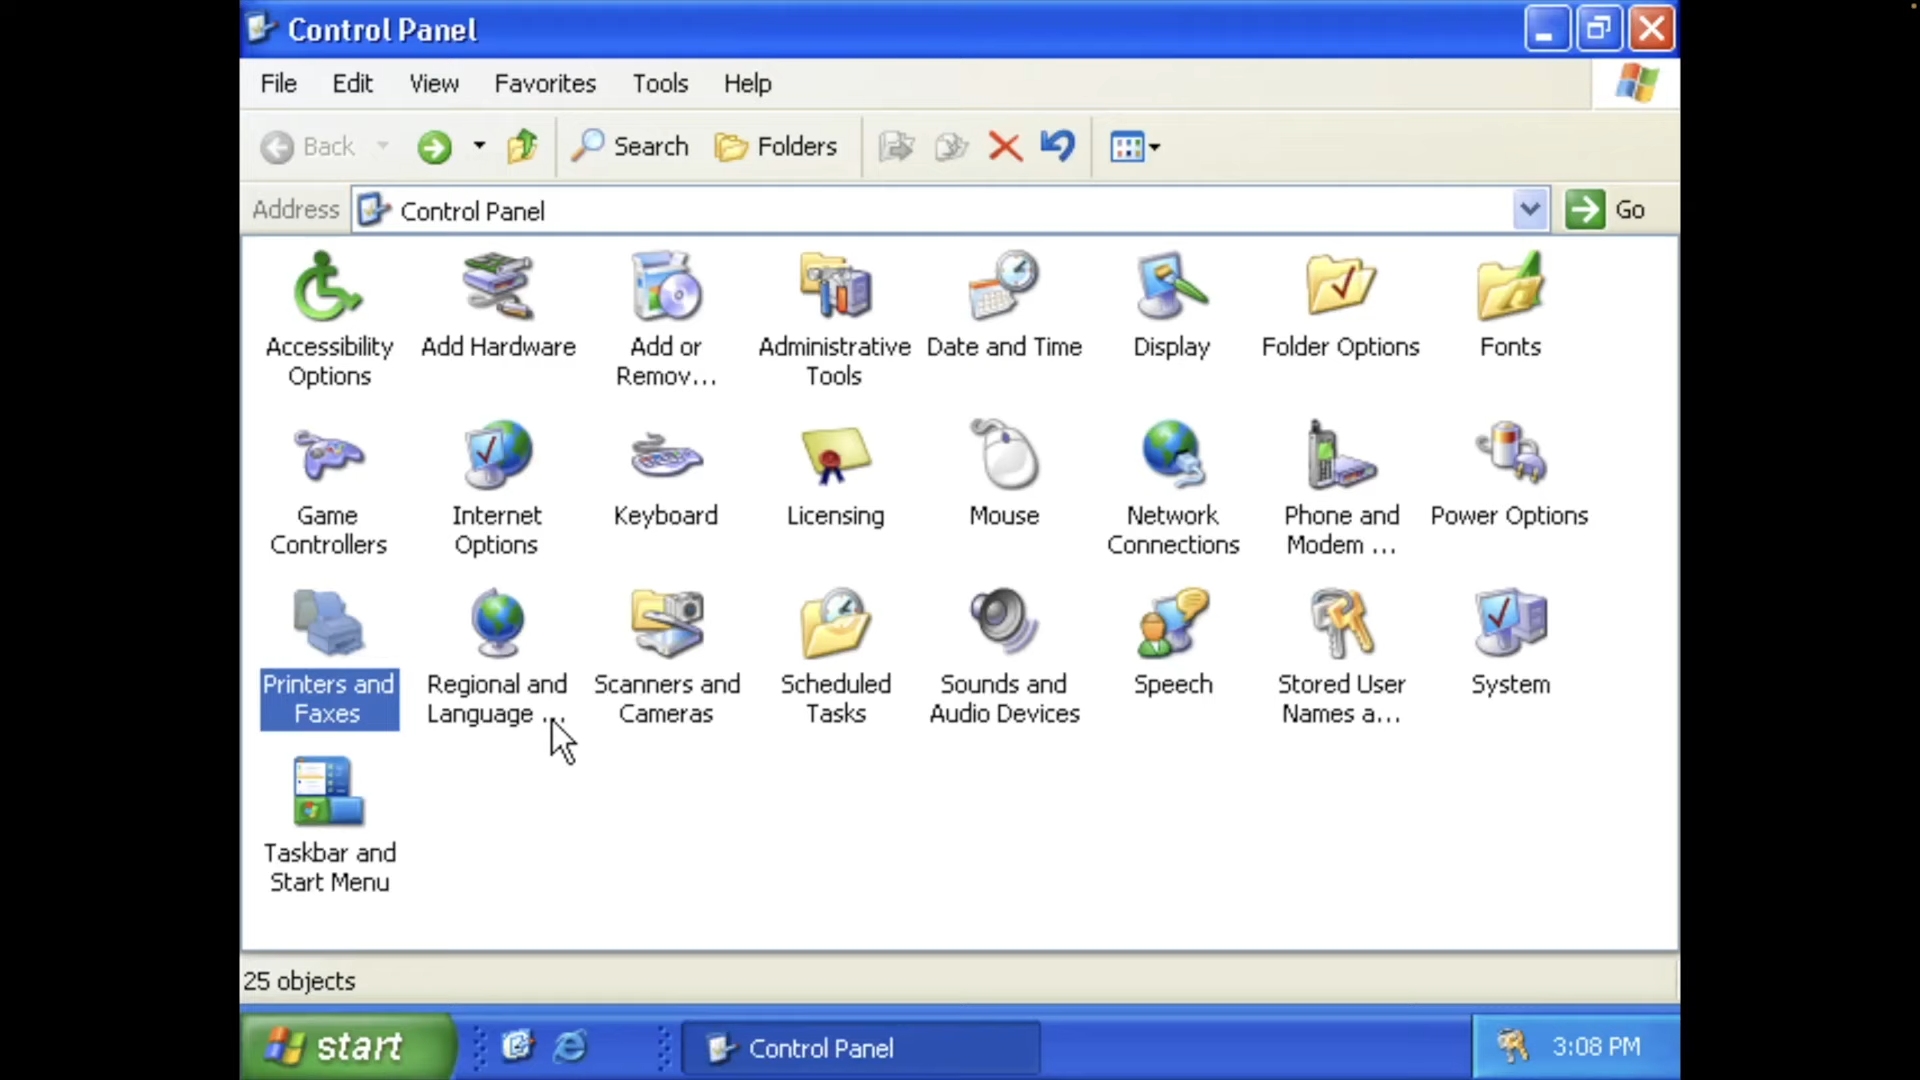 Control Panel
File Edit View Favorites Tools Help
Back Search Folders
Address Control Panel Go
Accessibility Options
Add Hardware
Add or Remov...
Administrative Tools
Date and Time
Display
Folder Options
Fonts
Game Controllers
Internet Options
Keyboard
Licensing
Mouse
Network Connections
Phone and Modem ...
Power Options
Printers and Faxes
Regional and Language ...
Scanners and Cameras
Scheduled Tasks
Sounds and Audio Devices
Speech
Stored User Names a...
System
Taskbar and Start Menu
25 objects
start Control Panel 3:08 PM